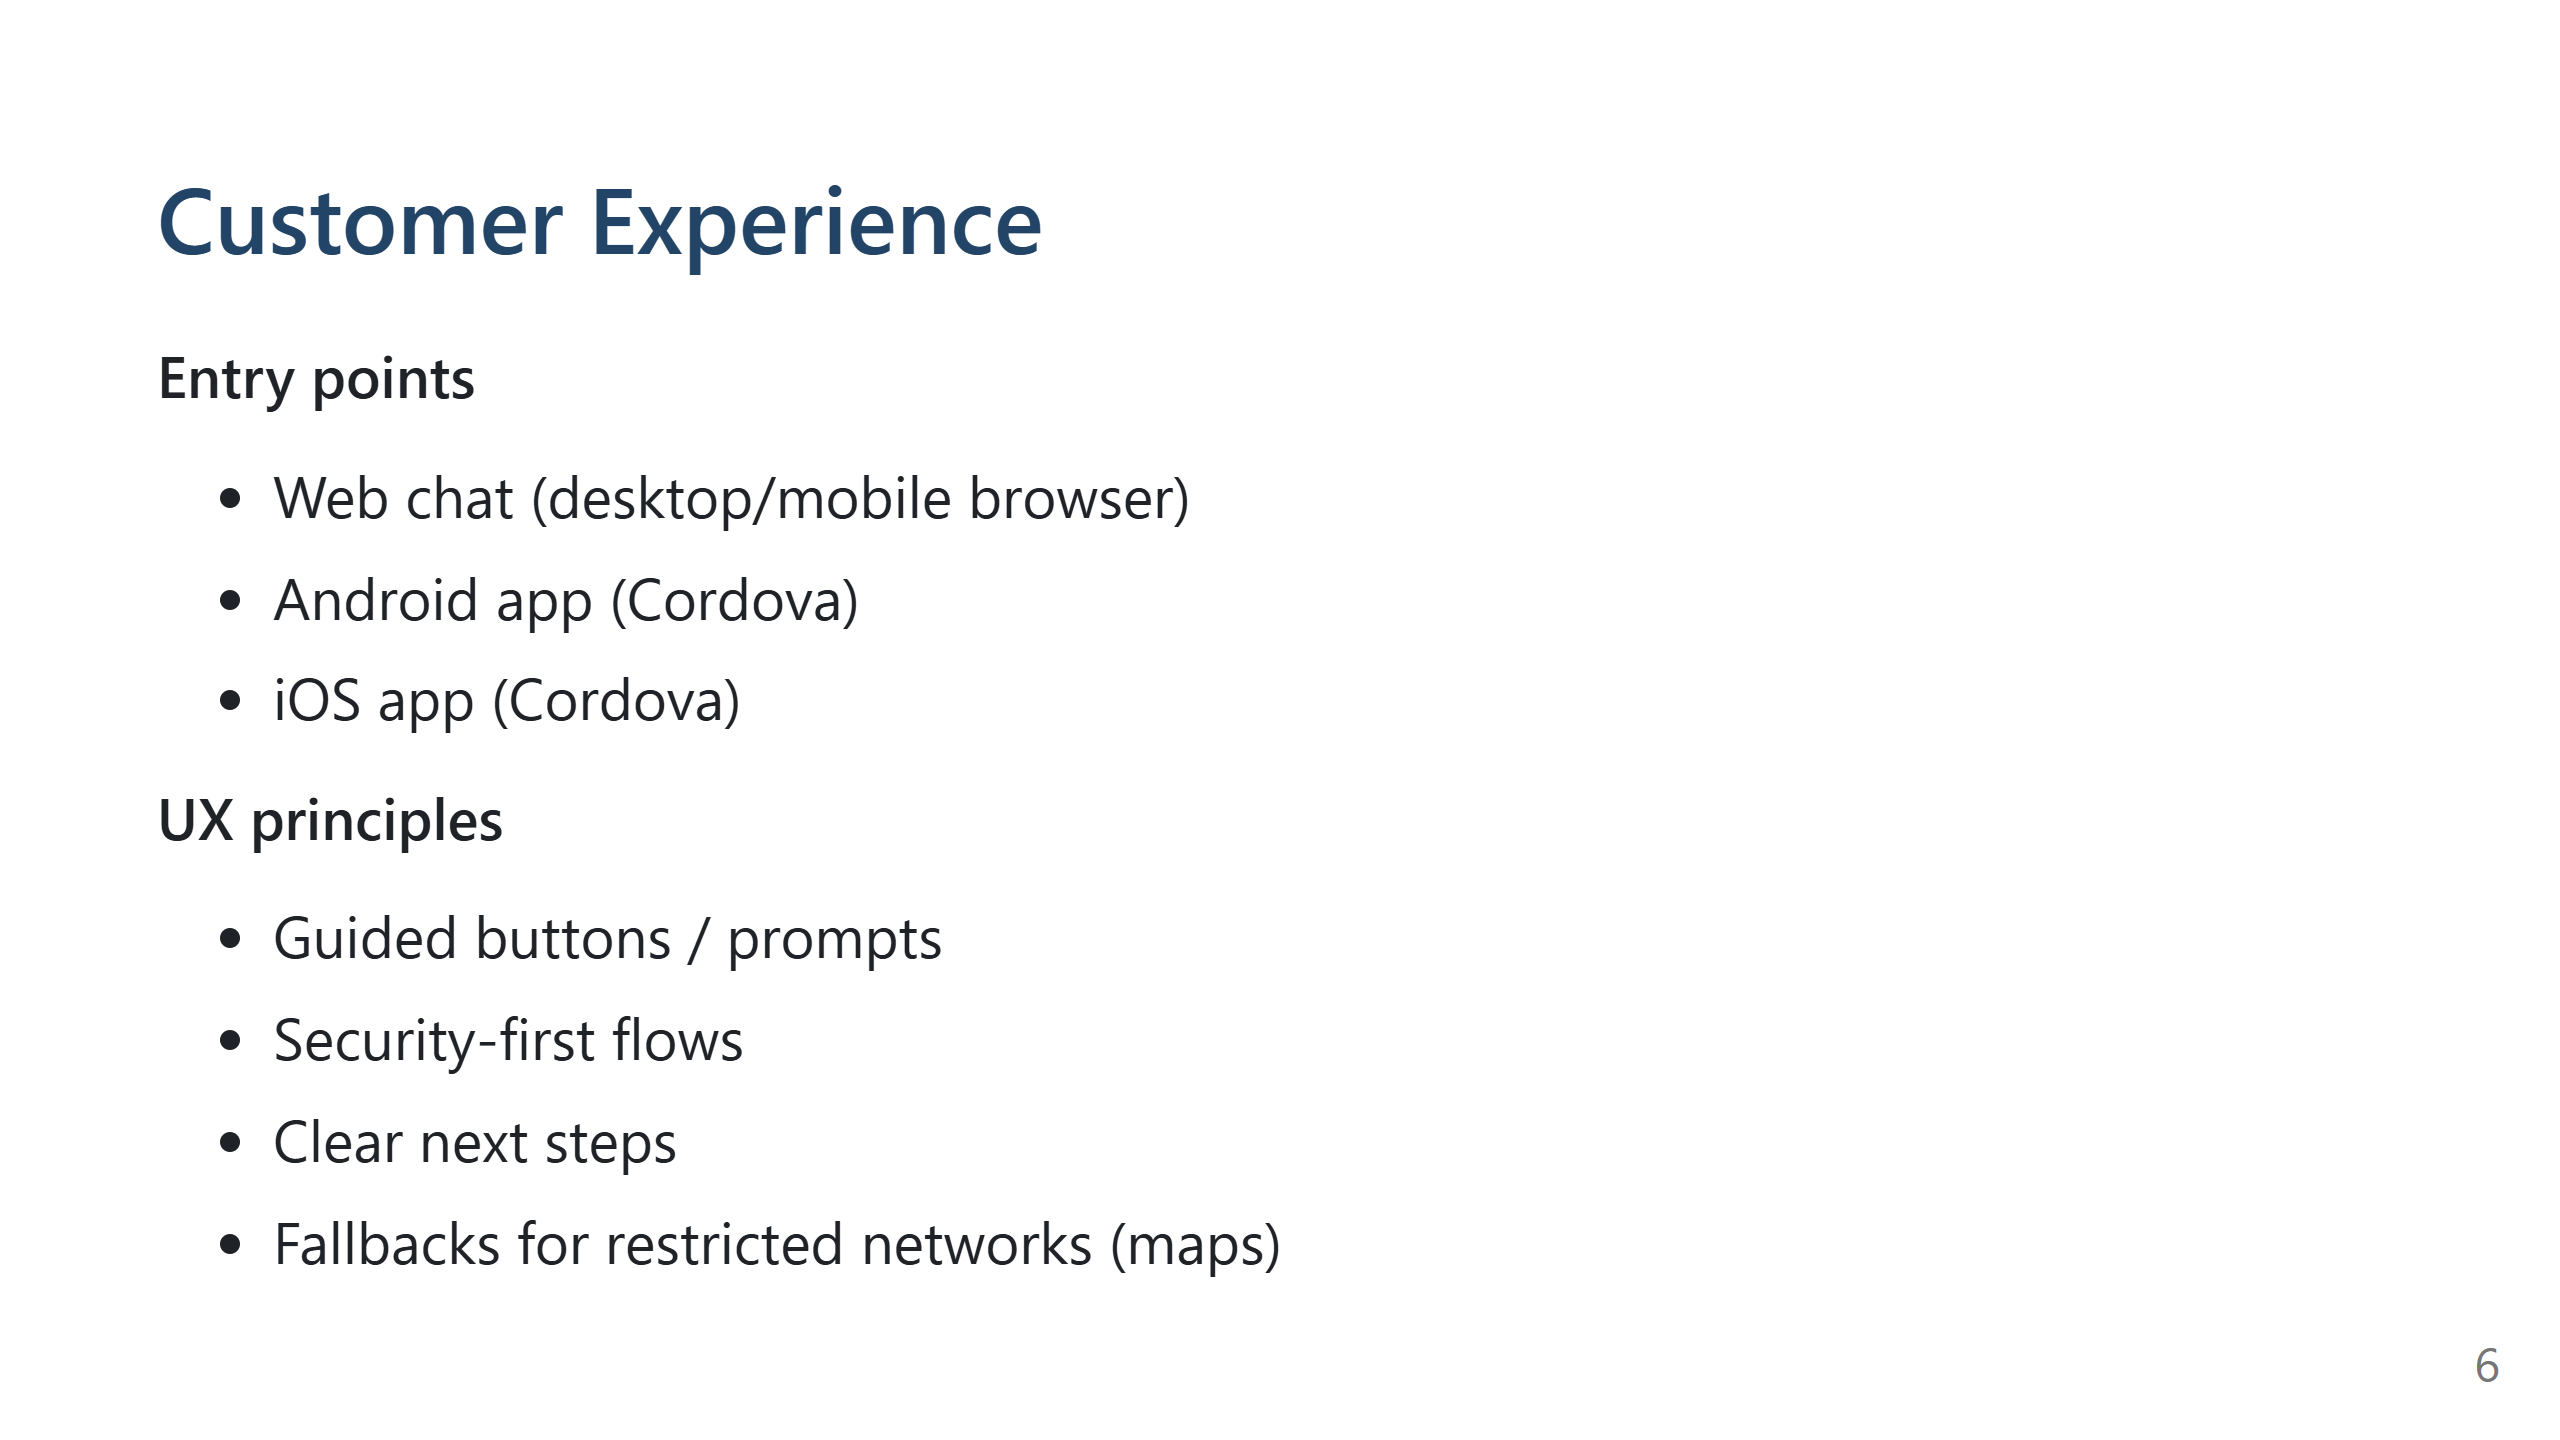 Customer Experience
Entry points
• Web chat (desktop/mobile browser)
• Android app (Cordova)
• iOS app (Cordova)
UX principles
• Guided buttons / prompts
• Security-first flows
• Clear next steps
• Fallbacks for restricted networks (maps)
6